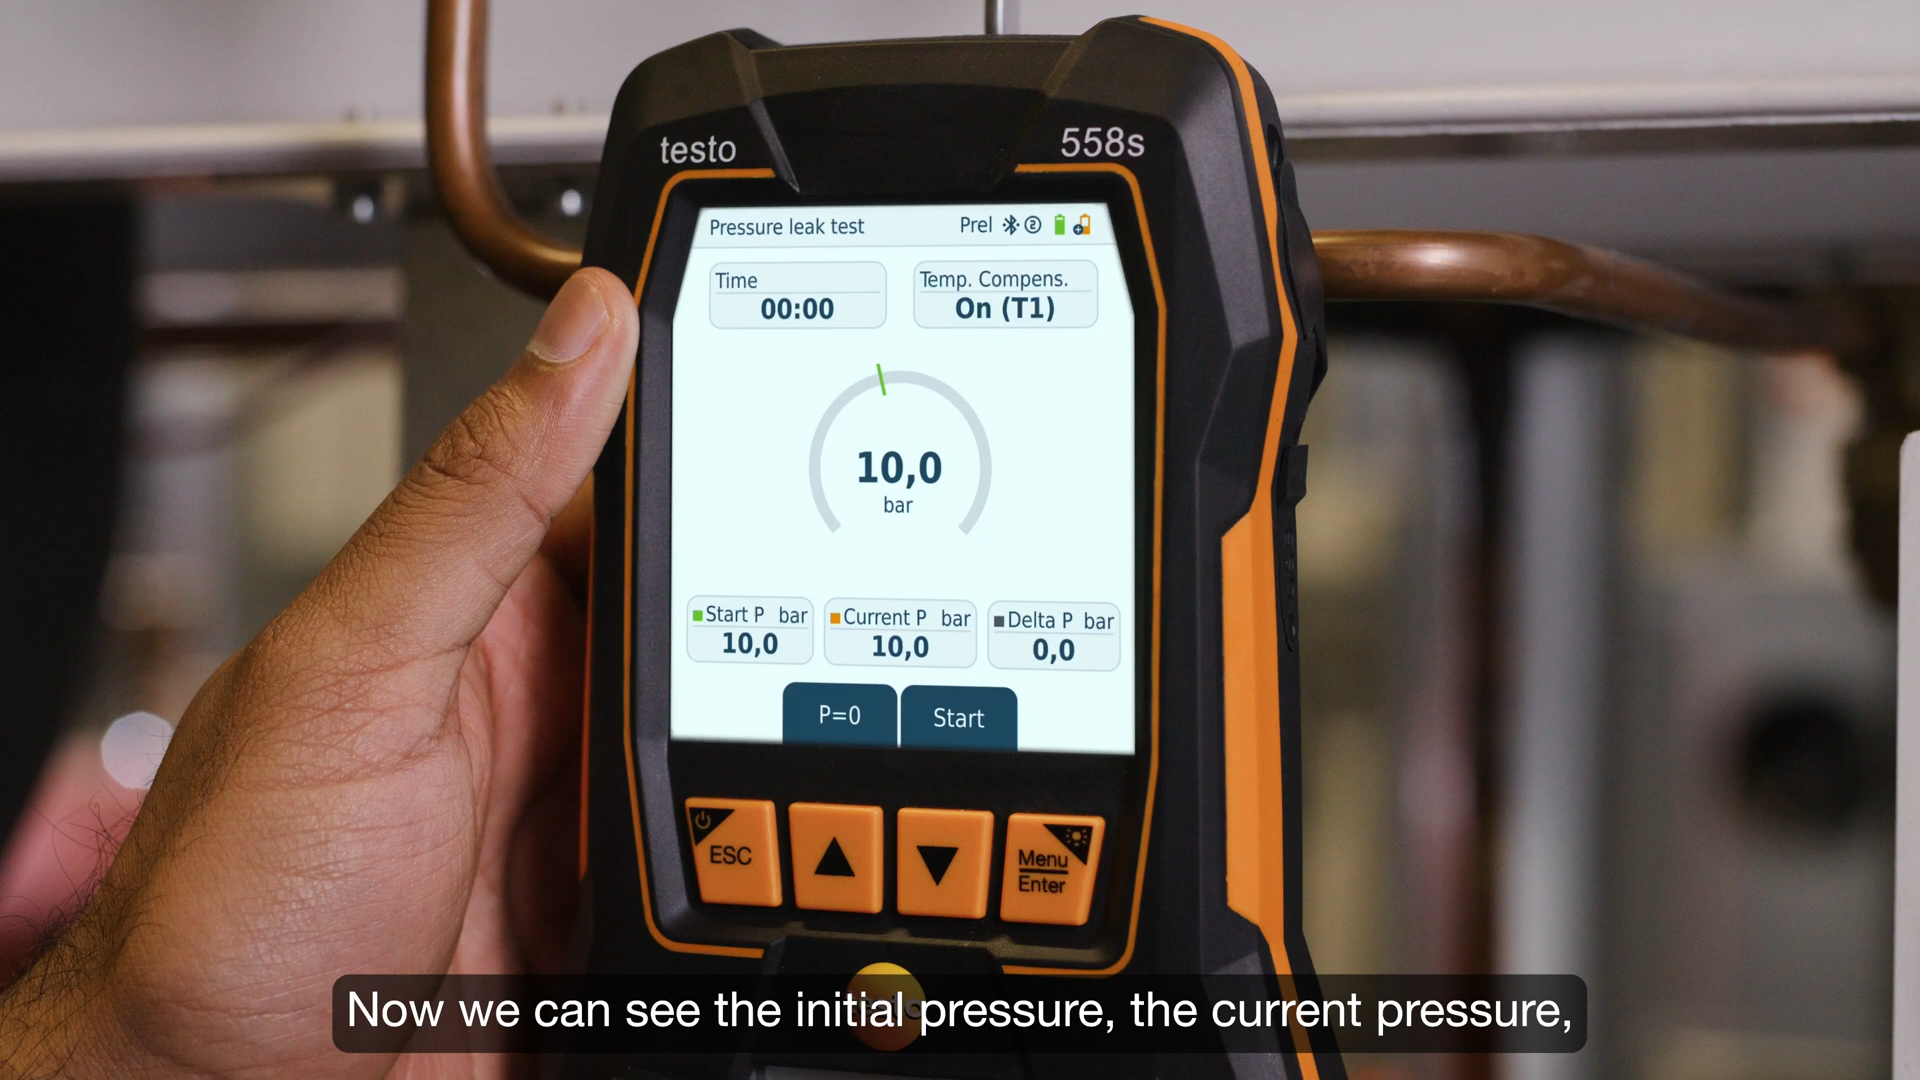 testo
558s
Pressure leak test
Prel
2
Time
00:00
Temp. Compens.
On (T1)
10,0
bar
Start P bar
10,0
Current P bar
10,0
Delta P bar
0,0
P=0
Start
ESC
Menu
Enter
Now we can see the initial pressure, the current pressure,